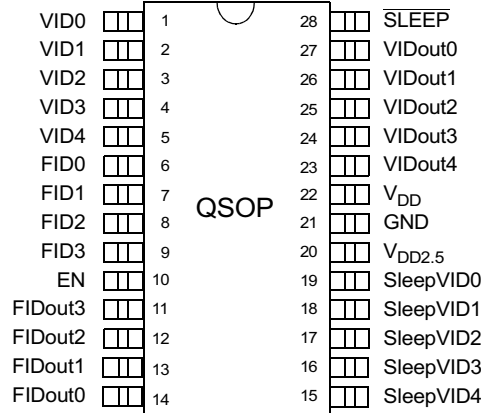 VID0 1 28 SLEEP
VID1 2 27 VIDout0
VID2 3 26 VIDout1
VID3 4 25 VIDout2
VID4 5 24 VIDout3
FID0 6 23 VIDout4
FID1 7 22 VDD
QSOP
FID2 8 21 GND
FID3 9 20 VDD2.5
EN 10 19 SleepVID0
FIDout3 11 18 SleepVID1
FIDout2 12 17 SleepVID2
FIDout1 13 16 SleepVID3
FIDout0 14 15 SleepVID4